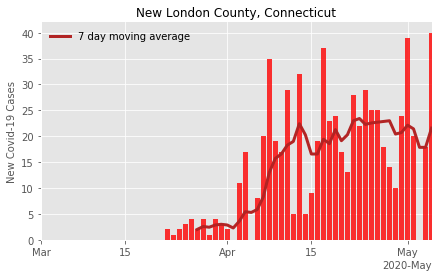 New London County, Connecticut
7 day moving average
New Covid-19 Cases
40
35
30
25
20
15
10
5
0
Mar 15 Apr 15 May
2020-May